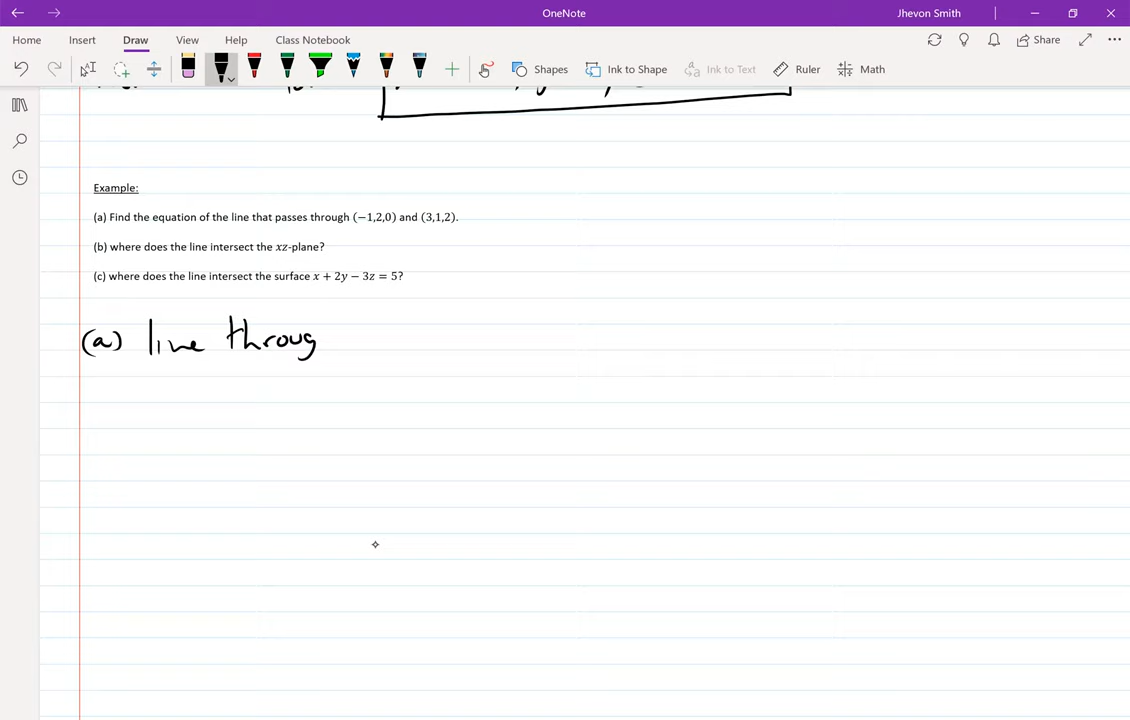 OneNote
Jhevon Smith
Home Insert Draw View Help Class Notebook
Share
Shapes Ink to Shape Ink to Text Ruler Math
Example:
(a) Find the equation of the line that passes through (−1,2,0) and (3,1,2).
(b) where does the line intersect the xz-plane?
(c) where does the line intersect the surface x + 2y − 3z = 5?
(a) line throug